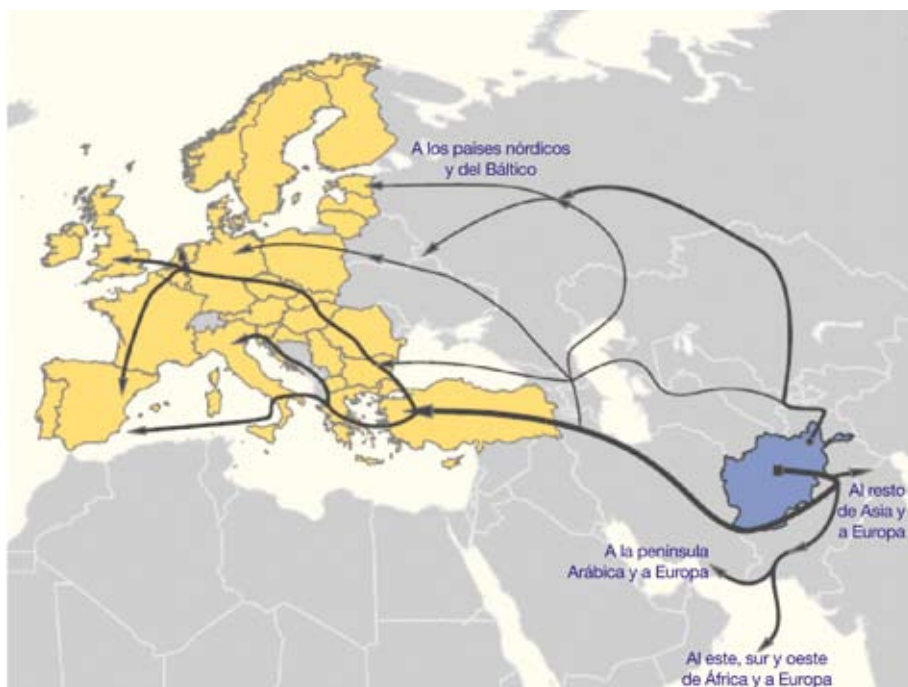 A los países nórdicos
y del Báltico
Al resto
de Asia y
a Europa
A la península
Arábica y a Europa
Al este, sur y oeste
de África y a Europa